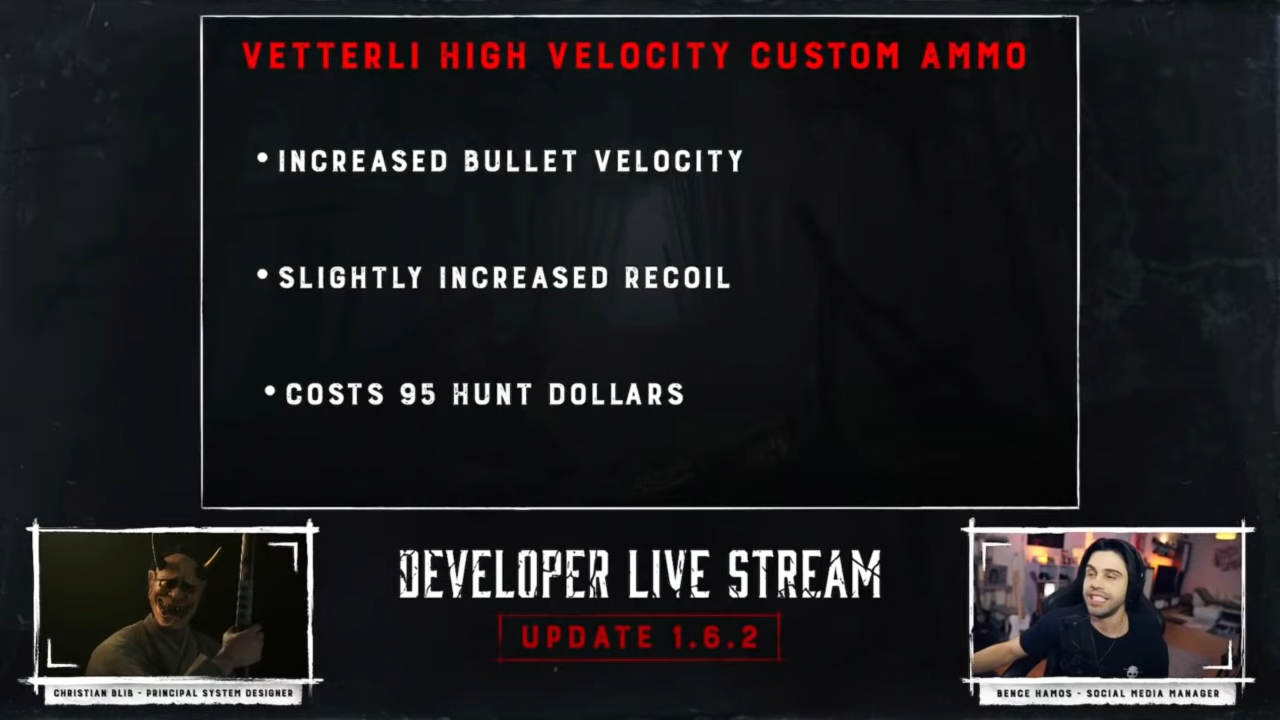 VETTERLI HIGH VELOCITY CUSTOM AMMO
• INCREASED BULLET VELOCITY
• SLIGHTLY INCREASED RECOIL
• COSTS 95 HUNT DOLLARS
DEVELOPER LIVE STREAM
UPDATE 1.6.2
CHRISTIAN BLIB - PRINCIPAL SYSTEM DESIGNER
BENCE HAMOS - SOCIAL MEDIA MANAGER